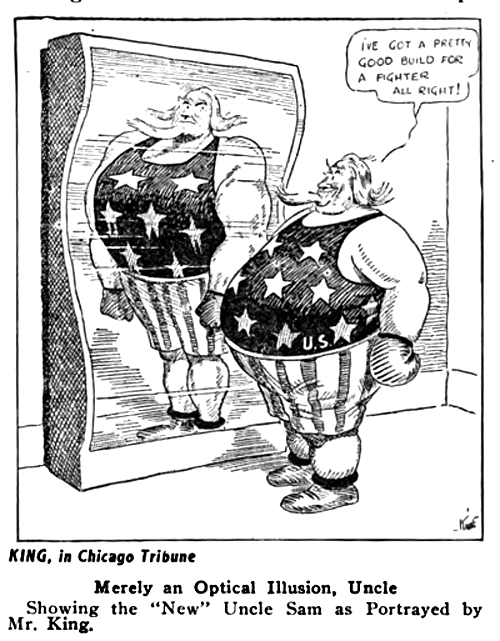 I'VE GOT A PRETTY
GOOD BUILD FOR
A FIGHTER
ALL RIGHT!
U.S
KING, in Chicago Tribune
Merely an Optical Illusion, Uncle
Showing the "New" Uncle Sam as Portrayed by
Mr. King.